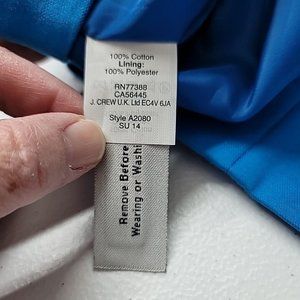 100% Cotton
Lining:
100% Polyester
RN77388
CA56445
J. CREW U.K. Ltd EC4V 6JA
Style A2080
SU 14
Remove Before
Wearing or Washi